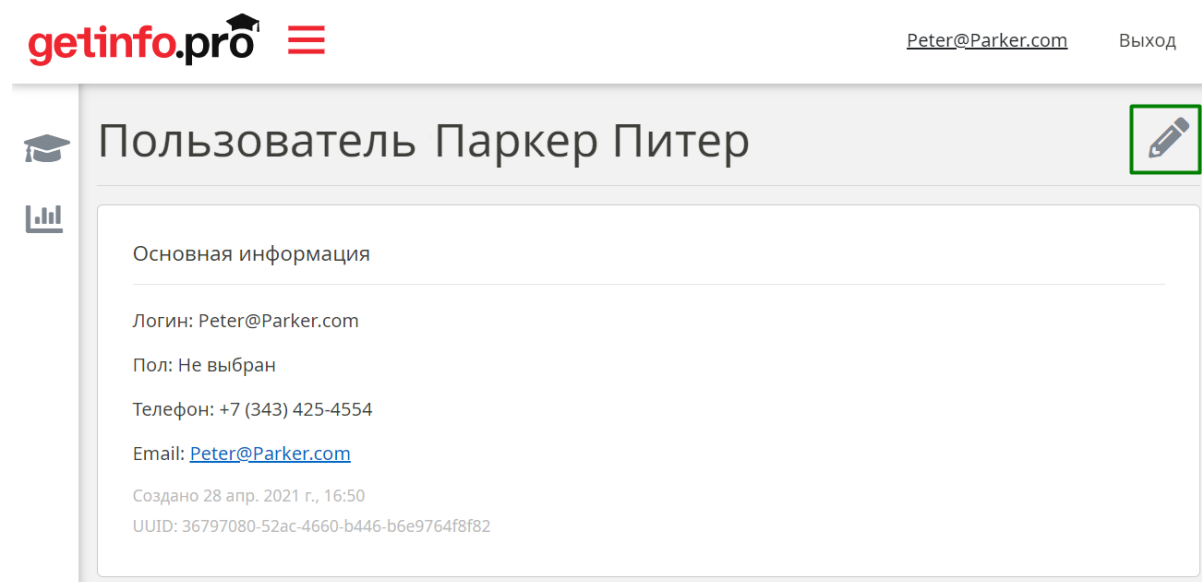 getinfo.pro
Peter@Parker.com Выход
Пользователь Паркер Питер
Основная информация
Логин: Peter@Parker.com
Пол: Не выбран
Телефон: +7 (343) 425-4554
Email: Peter@Parker.com
Создано 28 апр. 2021 г., 16:50
UUID: 36797080-52ac-4660-b446-b6e9764f8f82